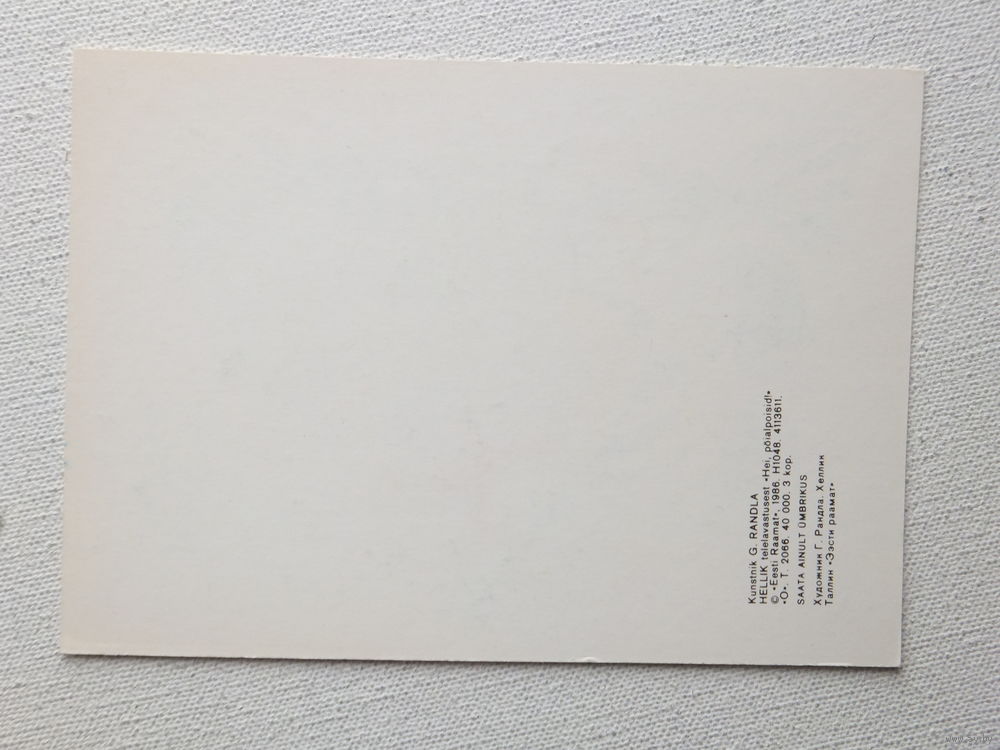 Kunstnik G. RANDLA
HELLIK telelavastusest «Hei, põialpoisid!»
© «Eesti Raamat», 1986. H1048. 4113611.
«O». T. 2066. 40 000. 3 kop.
SAATA AINULT ÜMBRIKUS
Художник Г. Рандла. Хеллик
Таллин «Ээсти раамат»